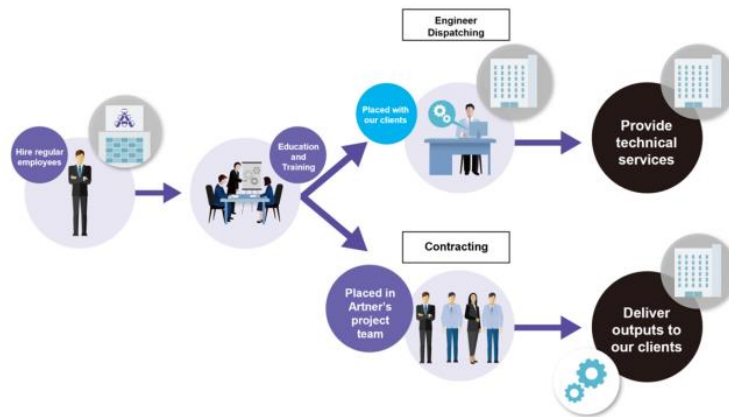 Engineer
Dispatching
Placed with
our clients
Hire regular
employees
Education
and
Training
Provide
technical
services
Contracting
Placed in
Artner's
project
team
Deliver
outputs to
our clients